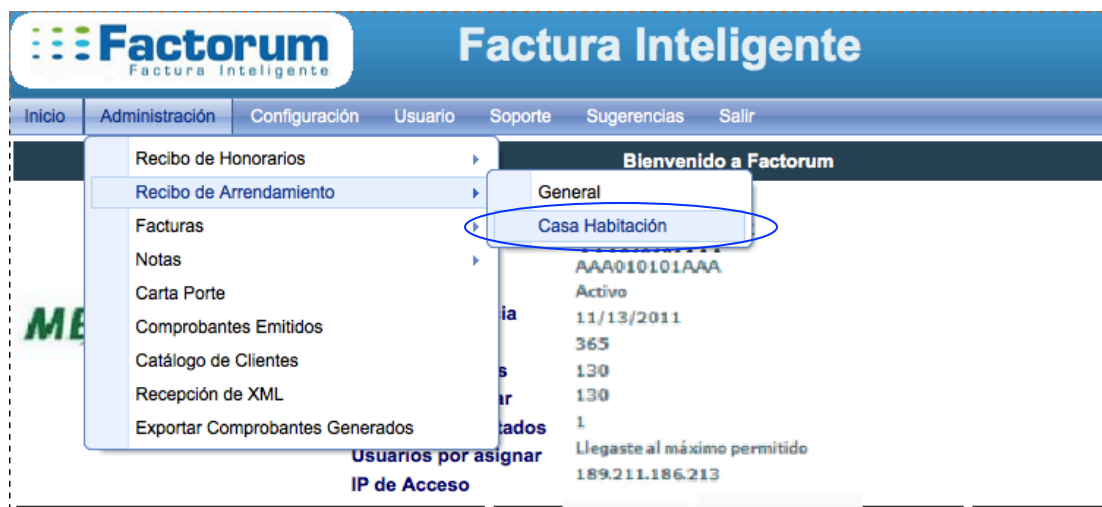 Factorum
Factura Inteligente
Factura Inteligente
Inicio Administración Configuración Usuario Soporte Sugerencias Salir
Bienvenido a Factorum
Recibo de Honorarios
Recibo de Arrendamiento
Facturas
Notas
Carta Porte
Comprobantes Emitidos
Catálogo de Clientes
Recepción de XML
Exportar Comprobantes Generados
General
Casa Habitación
AAA010101AAA
Activo
ia 11/13/2011
365
s 130
ar 130
tados 1
Usuarios por asignar Llegaste al máximo permitido
IP de Acceso 189.211.186.213
ME